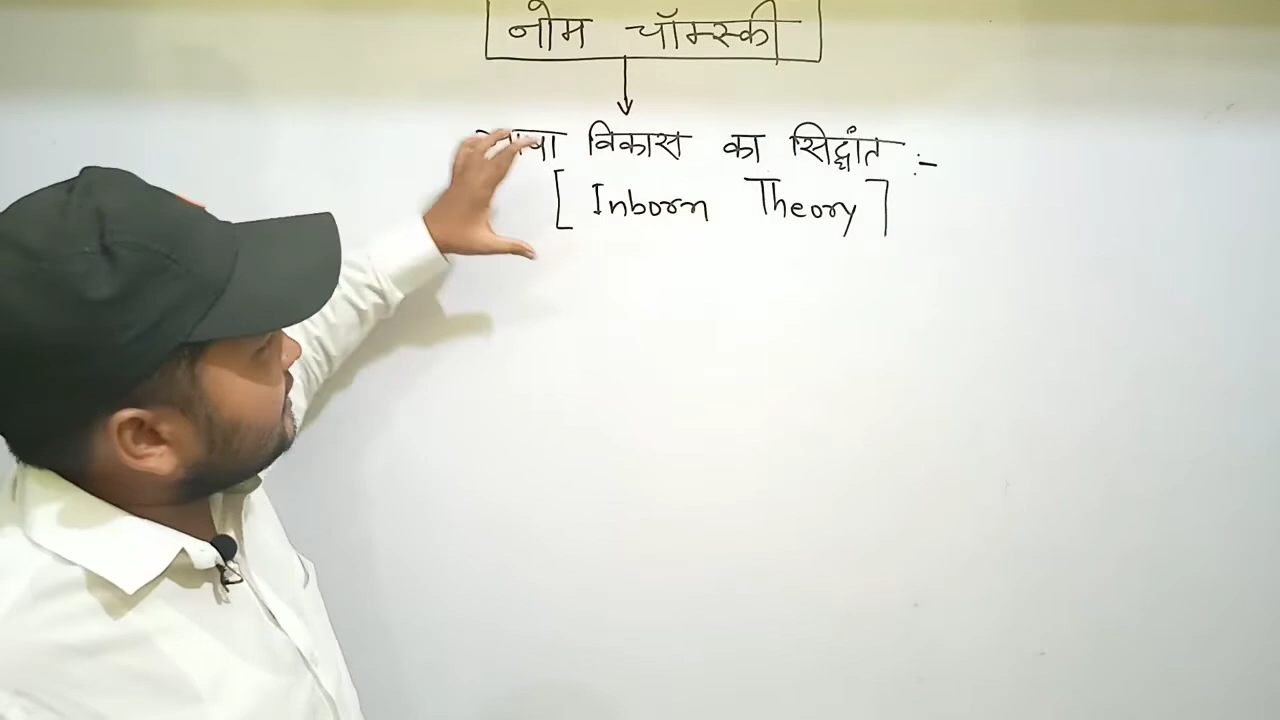 नोम चॉम्स्की
विकास का सिद्धांत :-
[ Inborn Theory ]